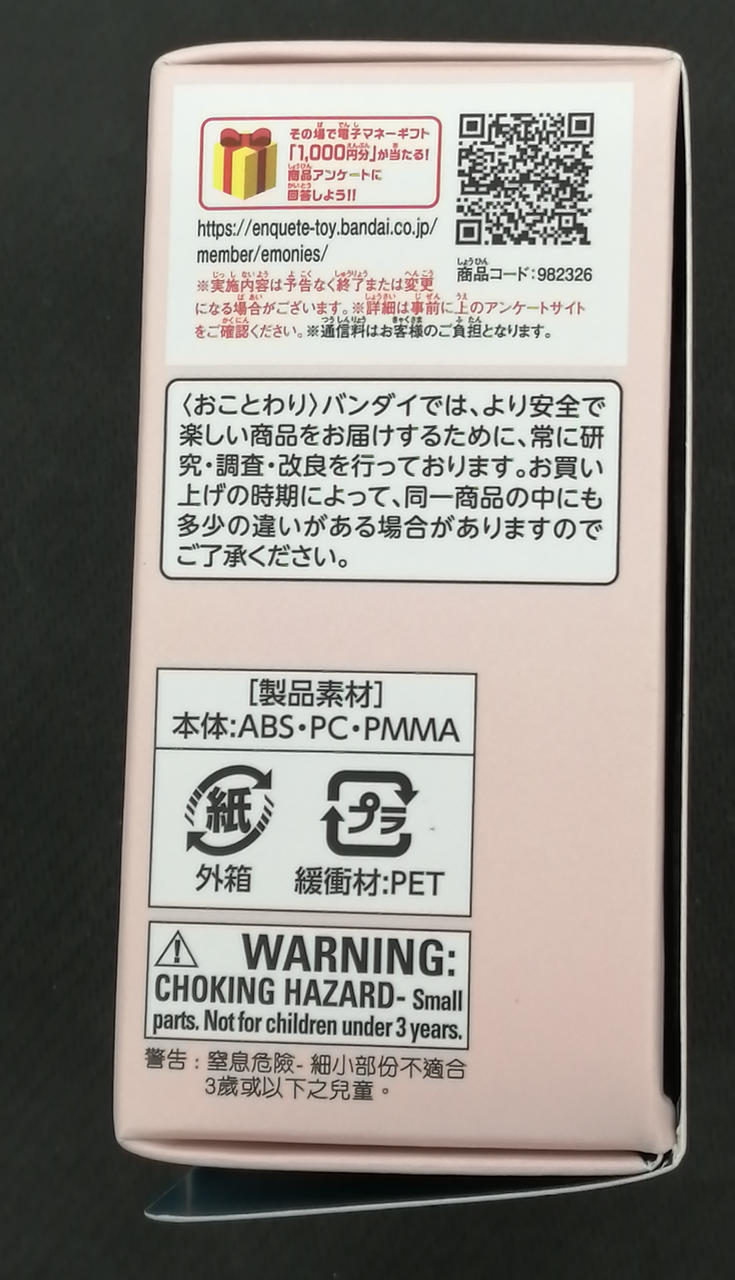 その場で電子マネーギフト
「1,000円分」が当たる!
商品アンケートに
回答しよう!!
https://enquete-toy.bandai.co.jp/
member/emonies/
商品コード:982326
※実施内容は予告なく終了または変更
になる場合がございます。※詳細は事前に上のアンケートサイト
をご確認ください。※通信料はお客様のご負担となります。
〈おことわり〉バンダイでは、より安全で
楽しい商品をお届けするために、常に研
究・調査・改良を行っております。お買い
上げの時期によって、同一商品の中にも
多少の違いがある場合がありますので
ご了承ください。
[製品素材]
本体:ABS・PC・PMMA
紙
プラ
外箱
緩衝材:PET
WARNING:
CHOKING HAZARD- Small
parts. Not for children under 3 years.
警告:窒息危險- 細小部份不適合
3歲或以下之兒童。